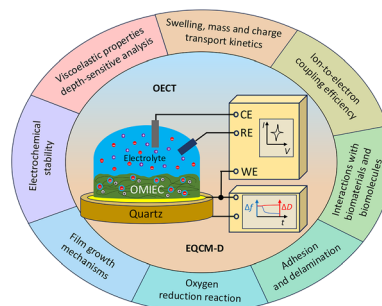 Swelling, mass and charge
transport kinetics
Ion-to-electron
coupling efficiency
Interactions with
biomaterials and
biomolecules
Adhesion
and delamination
Oxygen
reduction reaction
Film growth
mechanisms
Electrochemical
stability
Viscoelastic properties
depth-sensitive analysis
OECT
CE
RE
WE
I
V
Electrolyte
OMIEC
Quartz
Δf
ΔD
t
EQCM-D